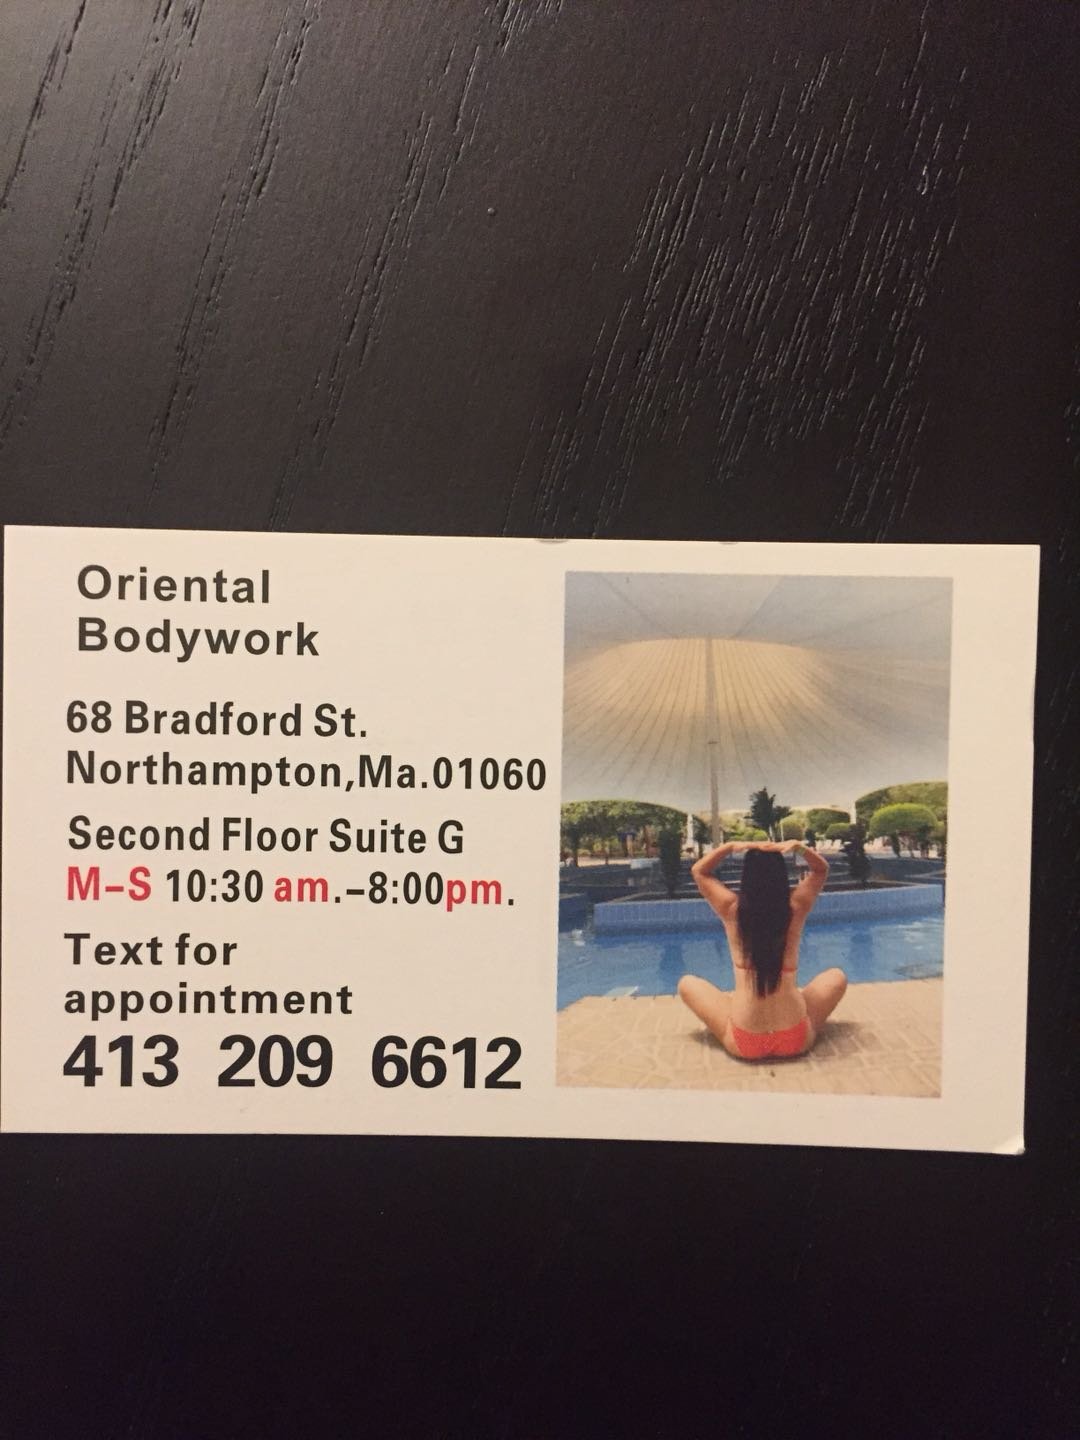 Oriental
Bodywork
68 Bradford St.
Northampton,Ma.01060
Second Floor Suite G
M-S 10:30 am.-8:00pm.
Text for
appointment
413 209 6612